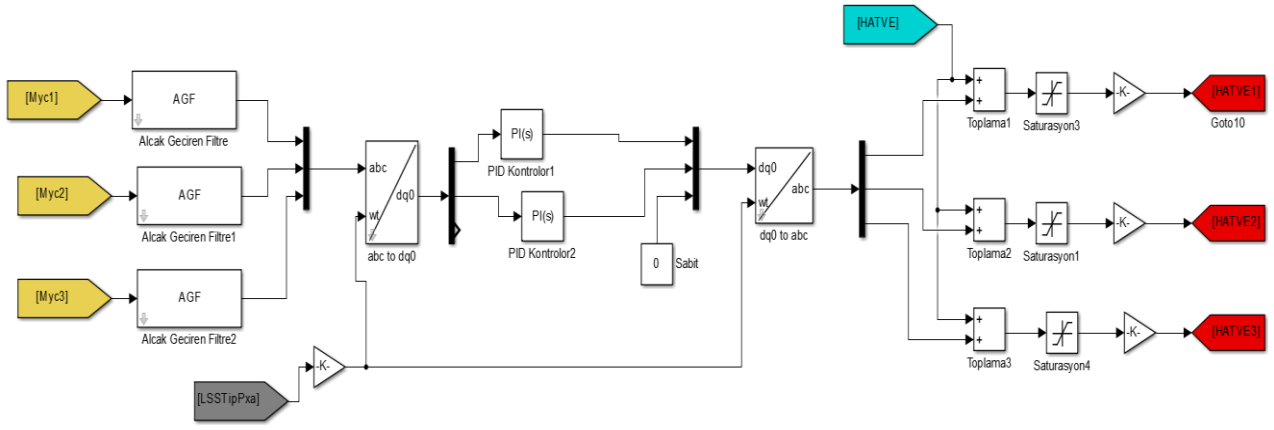 [HATVE]
[Myc1]
AGF
Alcak Geciren Filtre
[Myc2]
AGF
Alcak Geciren Filtre1
[Myc3]
AGF
Alcak Geciren Filtre2
[LSSTipPxa]
-K-
abc
dq0
wt
abc to dq0
PI(s)
PID Kontrolor1
PI(s)
PID Kontrolor2
0
Sabit
dq0
abc
wt
dq0 to abc
+
+
Toplama1
Saturasyon3
-K-
[HATVE1]
Goto10
+
+
Toplama2
Saturasyon1
-K-
[HATVE2]
+
+
Toplama3
Saturasyon4
-K-
[HATVE3]